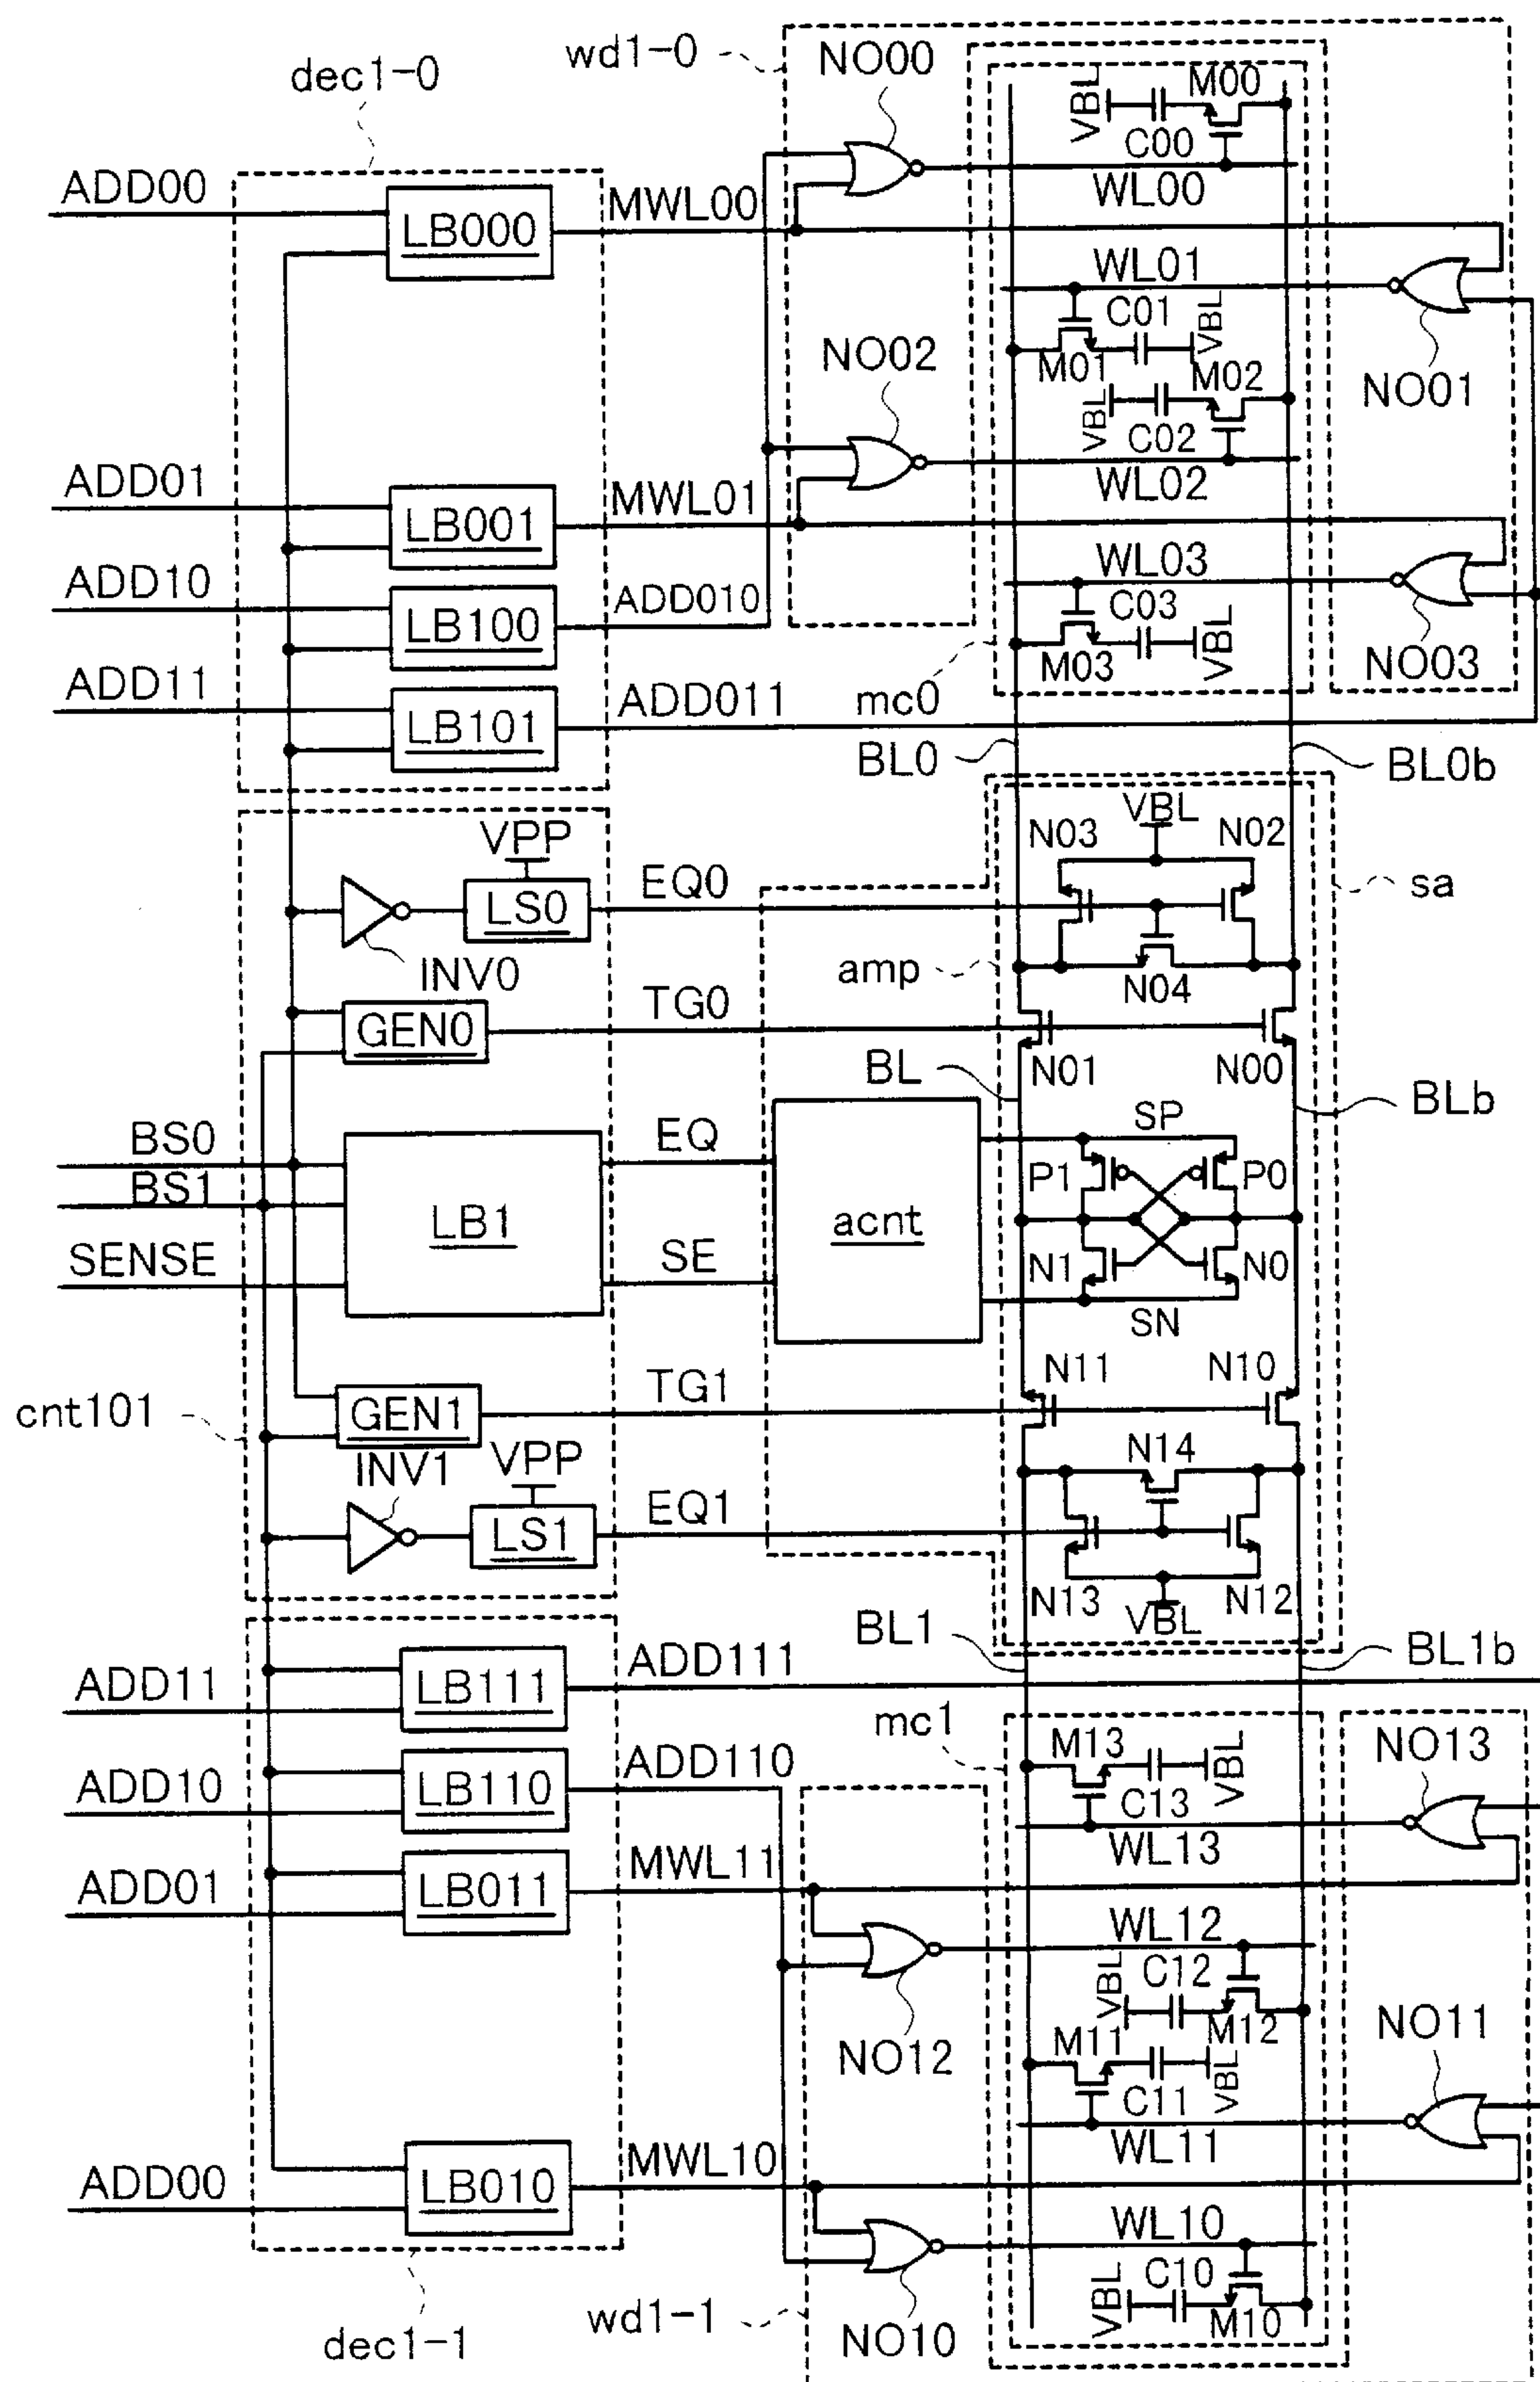 wd1-0
NO00
dec1-0
VBL
M00
C00
ADD00
LB000
MWL00
WL00
WL01
C01
VBL
M01
NO02
M02
VBL
C02
NO01
ADD01
LB001
MWL01
WL02
WL03
ADD10
LB100
ADD010
C03
VBL
M03
NO03
ADD11
LB101
ADD011
mc0
BL0
BL0b
VPP
VBL
N03
N02
EQ0
LS0
sa
INV0
amp
N04
TG0
GEN0
N01
N00
BL
BLb
BS0
BS1
SENSE
LB1
EQ
SE
acnt
SP
P1
P0
N1
N0
SN
N11
N10
cnt101
TG1
GEN1
INV1
VPP
N14
LS1
EQ1
N13
N12
VBL
BL1
BL1b
ADD11
LB111
ADD111
mc1
M13
VBL
C13
NO13
ADD10
LB110
ADD110
WL13
ADD01
LB011
MWL11
WL12
VBL
C12
M12
NO12
NO11
M11
VBL
C11
WL11
ADD00
LB010
MWL10
WL10
VBL
C10
M10
wd1-1
NO10
dec1-1